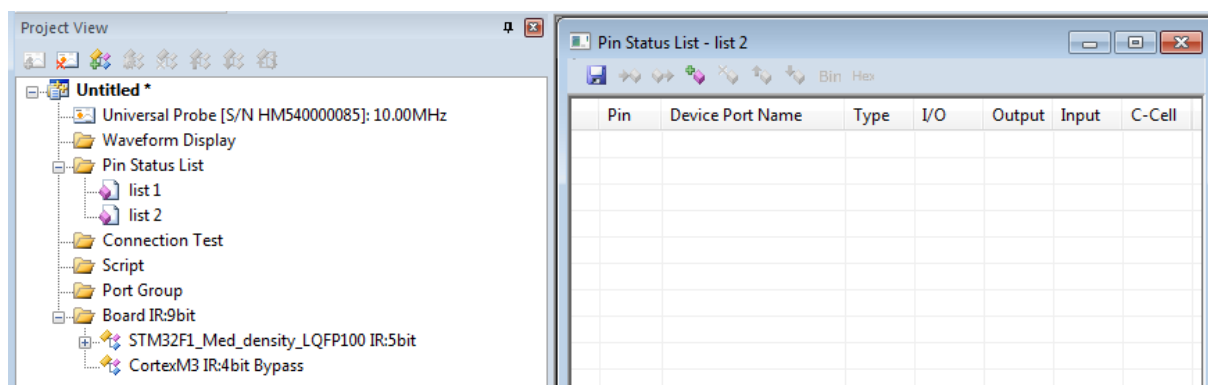 Project View
Untitled *
Universal Probe [S/N HM540000085]: 10.00MHz
Waveform Display
Pin Status List
list 1
list 2
Connection Test
Script
Port Group
Board IR:9bit
STM32F1_Med_density_LQFP100 IR:5bit
CortexM3 IR:4bit Bypass
Pin Status List - list 2
Bin Hex
Pin Device Port Name Type I/O Output Input C-Cell